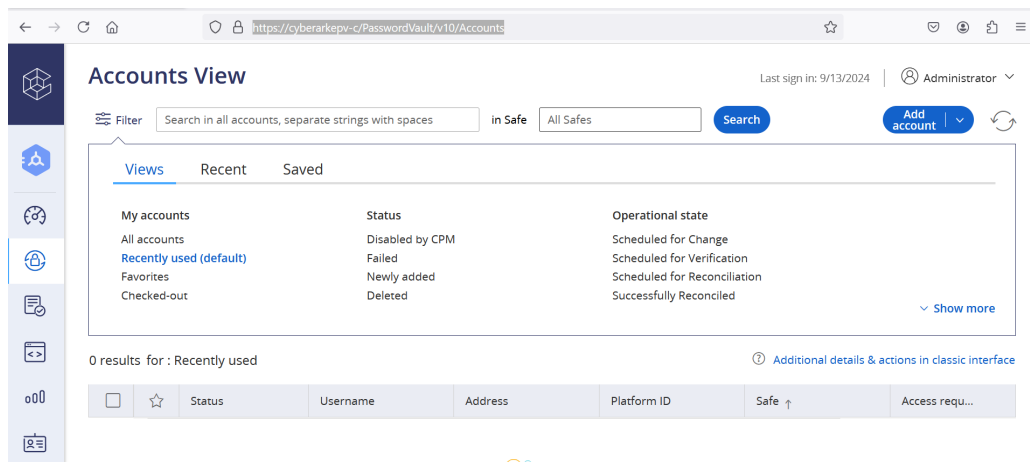 https://cyberarkepv-c/PasswordVault/v10/Accounts
Accounts View
Last sign in: 9/13/2024
Administrator
Filter
Search in all accounts, separate strings with spaces
in Safe
All Safes
Search
Add account
Views Recent Saved
My accounts Status Operational state
All accounts Disabled by CPM Scheduled for Change
Recently used (default) Failed Scheduled for Verification
Favorites Newly added Scheduled for Reconciliation
Checked-out Deleted Successfully Reconciled
Show more
0 results for : Recently used
Additional details & actions in classic interface
Status Username Address Platform ID Safe Access requ...